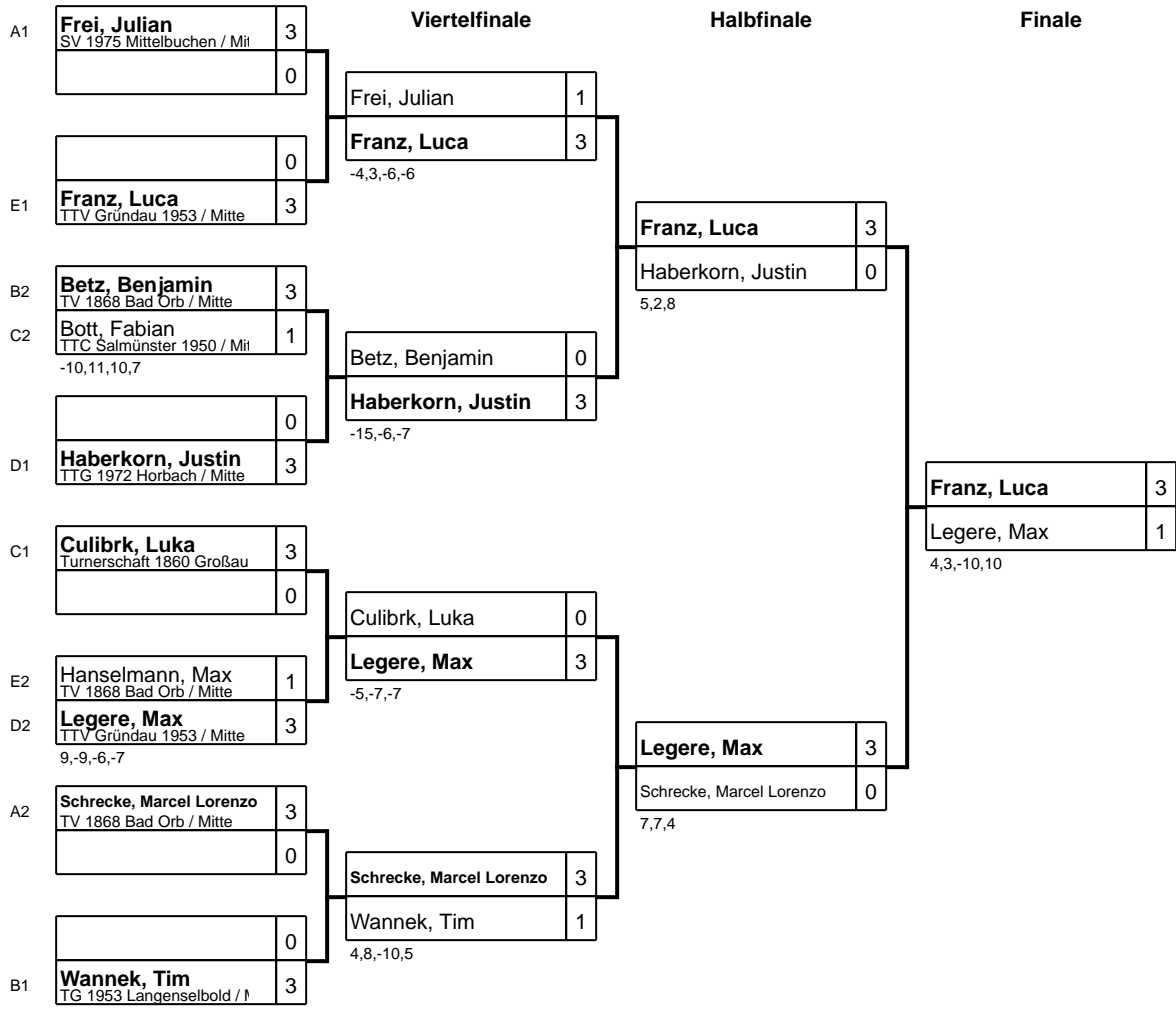 Viertelfinale Halbfinale Finale
A1 Frei, Julian 3
SV 1975 Mittelbuchen / Mit
0
0
E1 Franz, Luca 3
TTV Gründau 1953 / Mitte
B2 Betz, Benjamin 3
TV 1868 Bad Orb / Mitte
C2 Bott, Fabian 1
TTC Salmünster 1950 / Mit
-10,11,10,7
0
D1 Haberkorn, Justin 3
TTG 1972 Horbach / Mitte
C1 Culibrk, Luka 3
Turnerschaft 1860 Großau
0
E2 Hanselmann, Max 1
TV 1868 Bad Orb / Mitte
D2 Legere, Max 3
TTV Gründau 1953 / Mitte
9,-9,-6,-7
A2 Schrecke, Marcel Lorenzo 3
TV 1868 Bad Orb / Mitte
0
0
B1 Wannek, Tim 3
TG 1953 Langenselbold /
Frei, Julian 1
Franz, Luca 3
-4,3,-6,-6
Betz, Benjamin 0
Haberkorn, Justin 3
-15,-6,-7
Culibrk, Luka 0
Legere, Max 3
-5,-7,-7
Schrecke, Marcel Lorenzo 3
Wannek, Tim 1
4,8,-10,5
Franz, Luca 3
Haberkorn, Justin 0
5,2,8
Legere, Max 3
Schrecke, Marcel Lorenzo 0
7,7,4
Franz, Luca 3
Legere, Max 1
4,3,-10,10